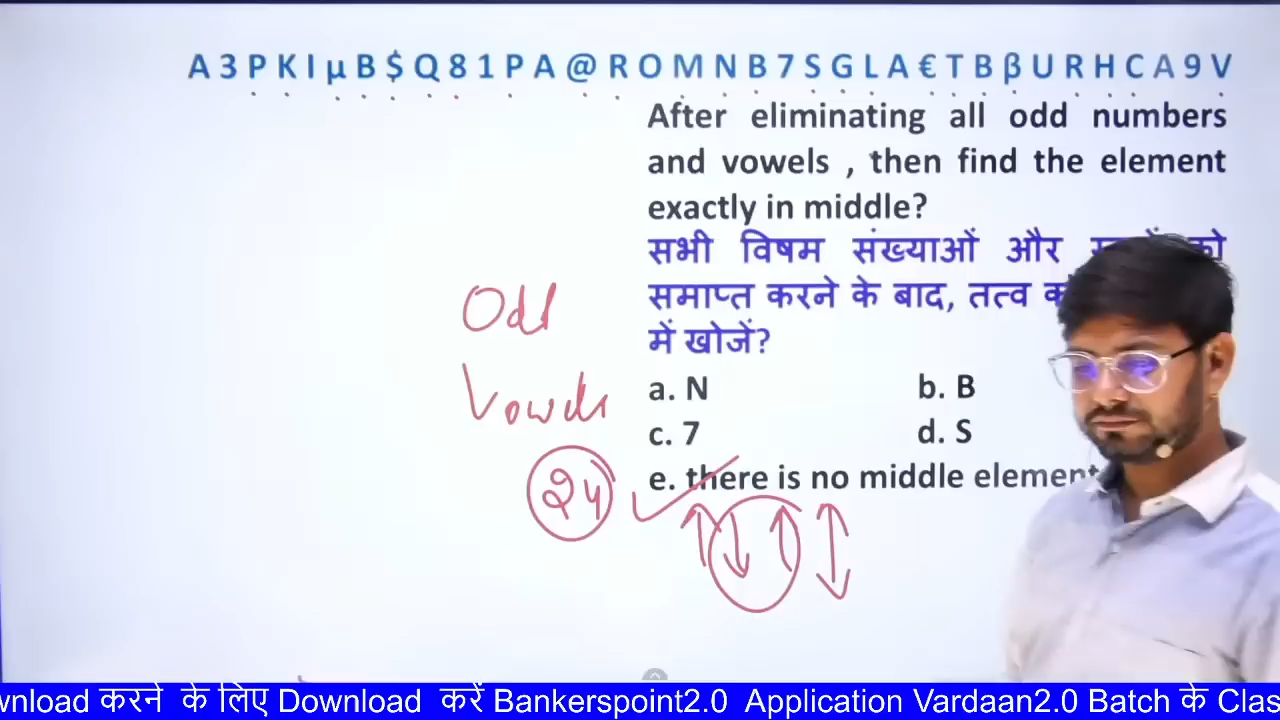 A 3 P K I µ B $ Q 8 1 P A @ R O M N B 7 S G L A € T B β U R H C A 9 V
After eliminating all odd numbers
and vowels , then find the element
exactly in middle?
सभी विषम संख्याओं और को
समाप्त करने के बाद, तत्व
में खोजें?
Odd
Vowels
a. N b. B
c. 7 d. S
24
e. there is no middle element
करने के लिए Download करें Bankerspoint2.0 Application Vardaan2.0 Batch के